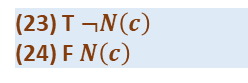 (23) T ¬N(c)
(24) F N(c)